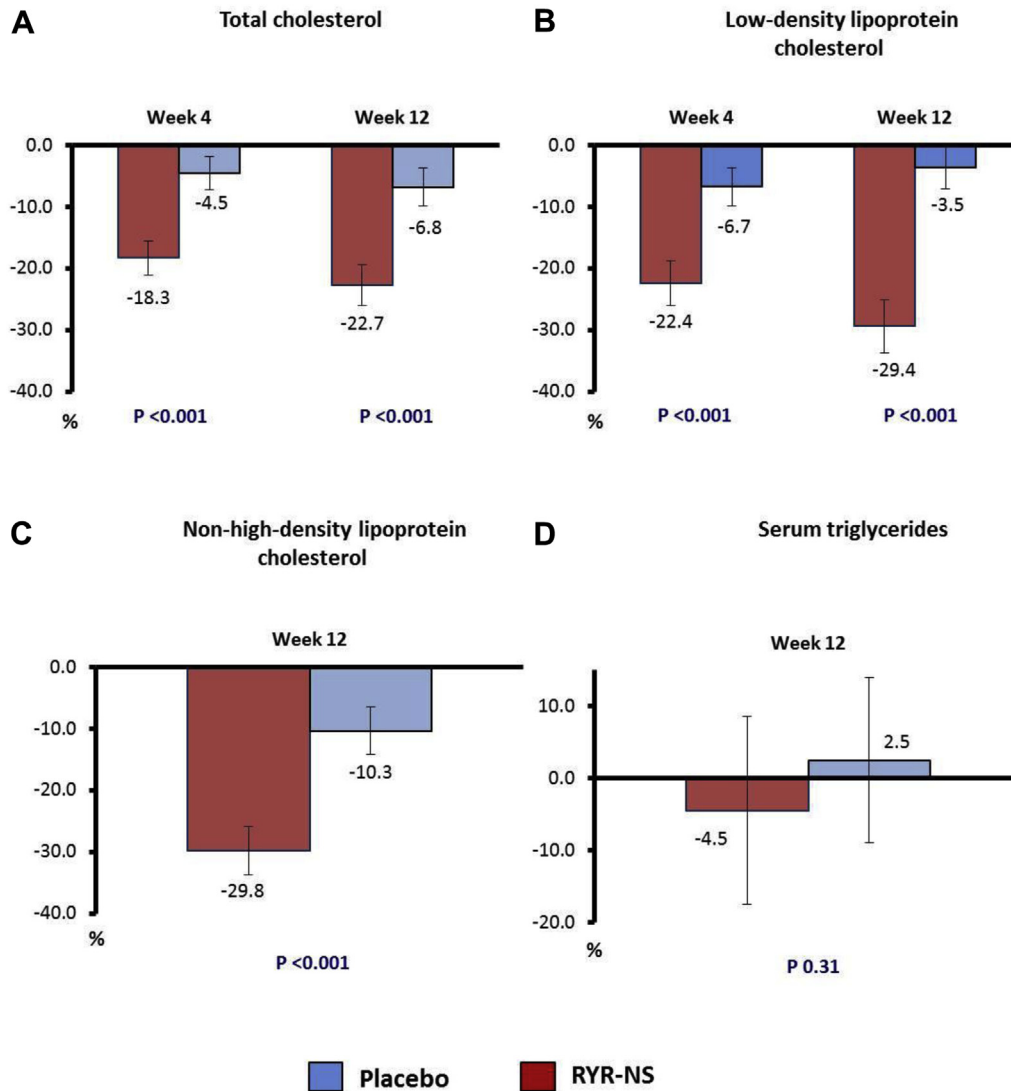 A
Total cholesterol
Week 4
Week 12
0.0
-10.0
-20.0
-30.0
-40.0
-4.5
-6.8
-18.3
-22.7
%
P <0.001
P <0.001
B
Low-density lipoprotein
cholesterol
Week 4
Week 12
0.0
-10.0
-20.0
-30.0
-40.0
-6.7
-3.5
-22.4
-29.4
%
P <0.001
P <0.001
C
Non-high-density lipoprotein
cholesterol
Week 12
0.0
-10.0
-20.0
-30.0
-40.0
-10.3
-29.8
%
P <0.001
D
Serum triglycerides
Week 12
10.0
0.0
-10.0
-20.0
2.5
-4.5
%
P 0.31
Placebo
RYR-NS